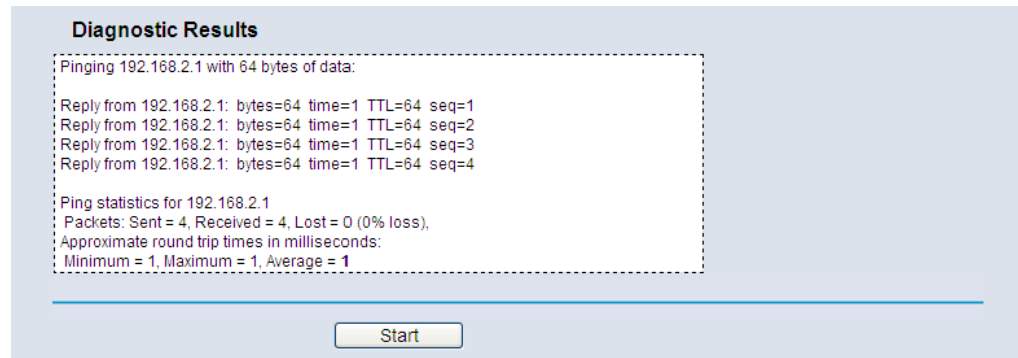 Diagnostic Results
Pinging 192.168.2.1 with 64 bytes of data:
Reply from 192.168.2.1: bytes=64 time=1 TTL=64 seq=1
Reply from 192.168.2.1: bytes=64 time=1 TTL=64 seq=2
Reply from 192.168.2.1: bytes=64 time=1 TTL=64 seq=3
Reply from 192.168.2.1: bytes=64 time=1 TTL=64 seq=4
Ping statistics for 192.168.2.1
Packets: Sent = 4, Received = 4, Lost = 0 (0% loss),
Approximate round trip times in milliseconds:
Minimum = 1, Maximum = 1, Average = 1
Start